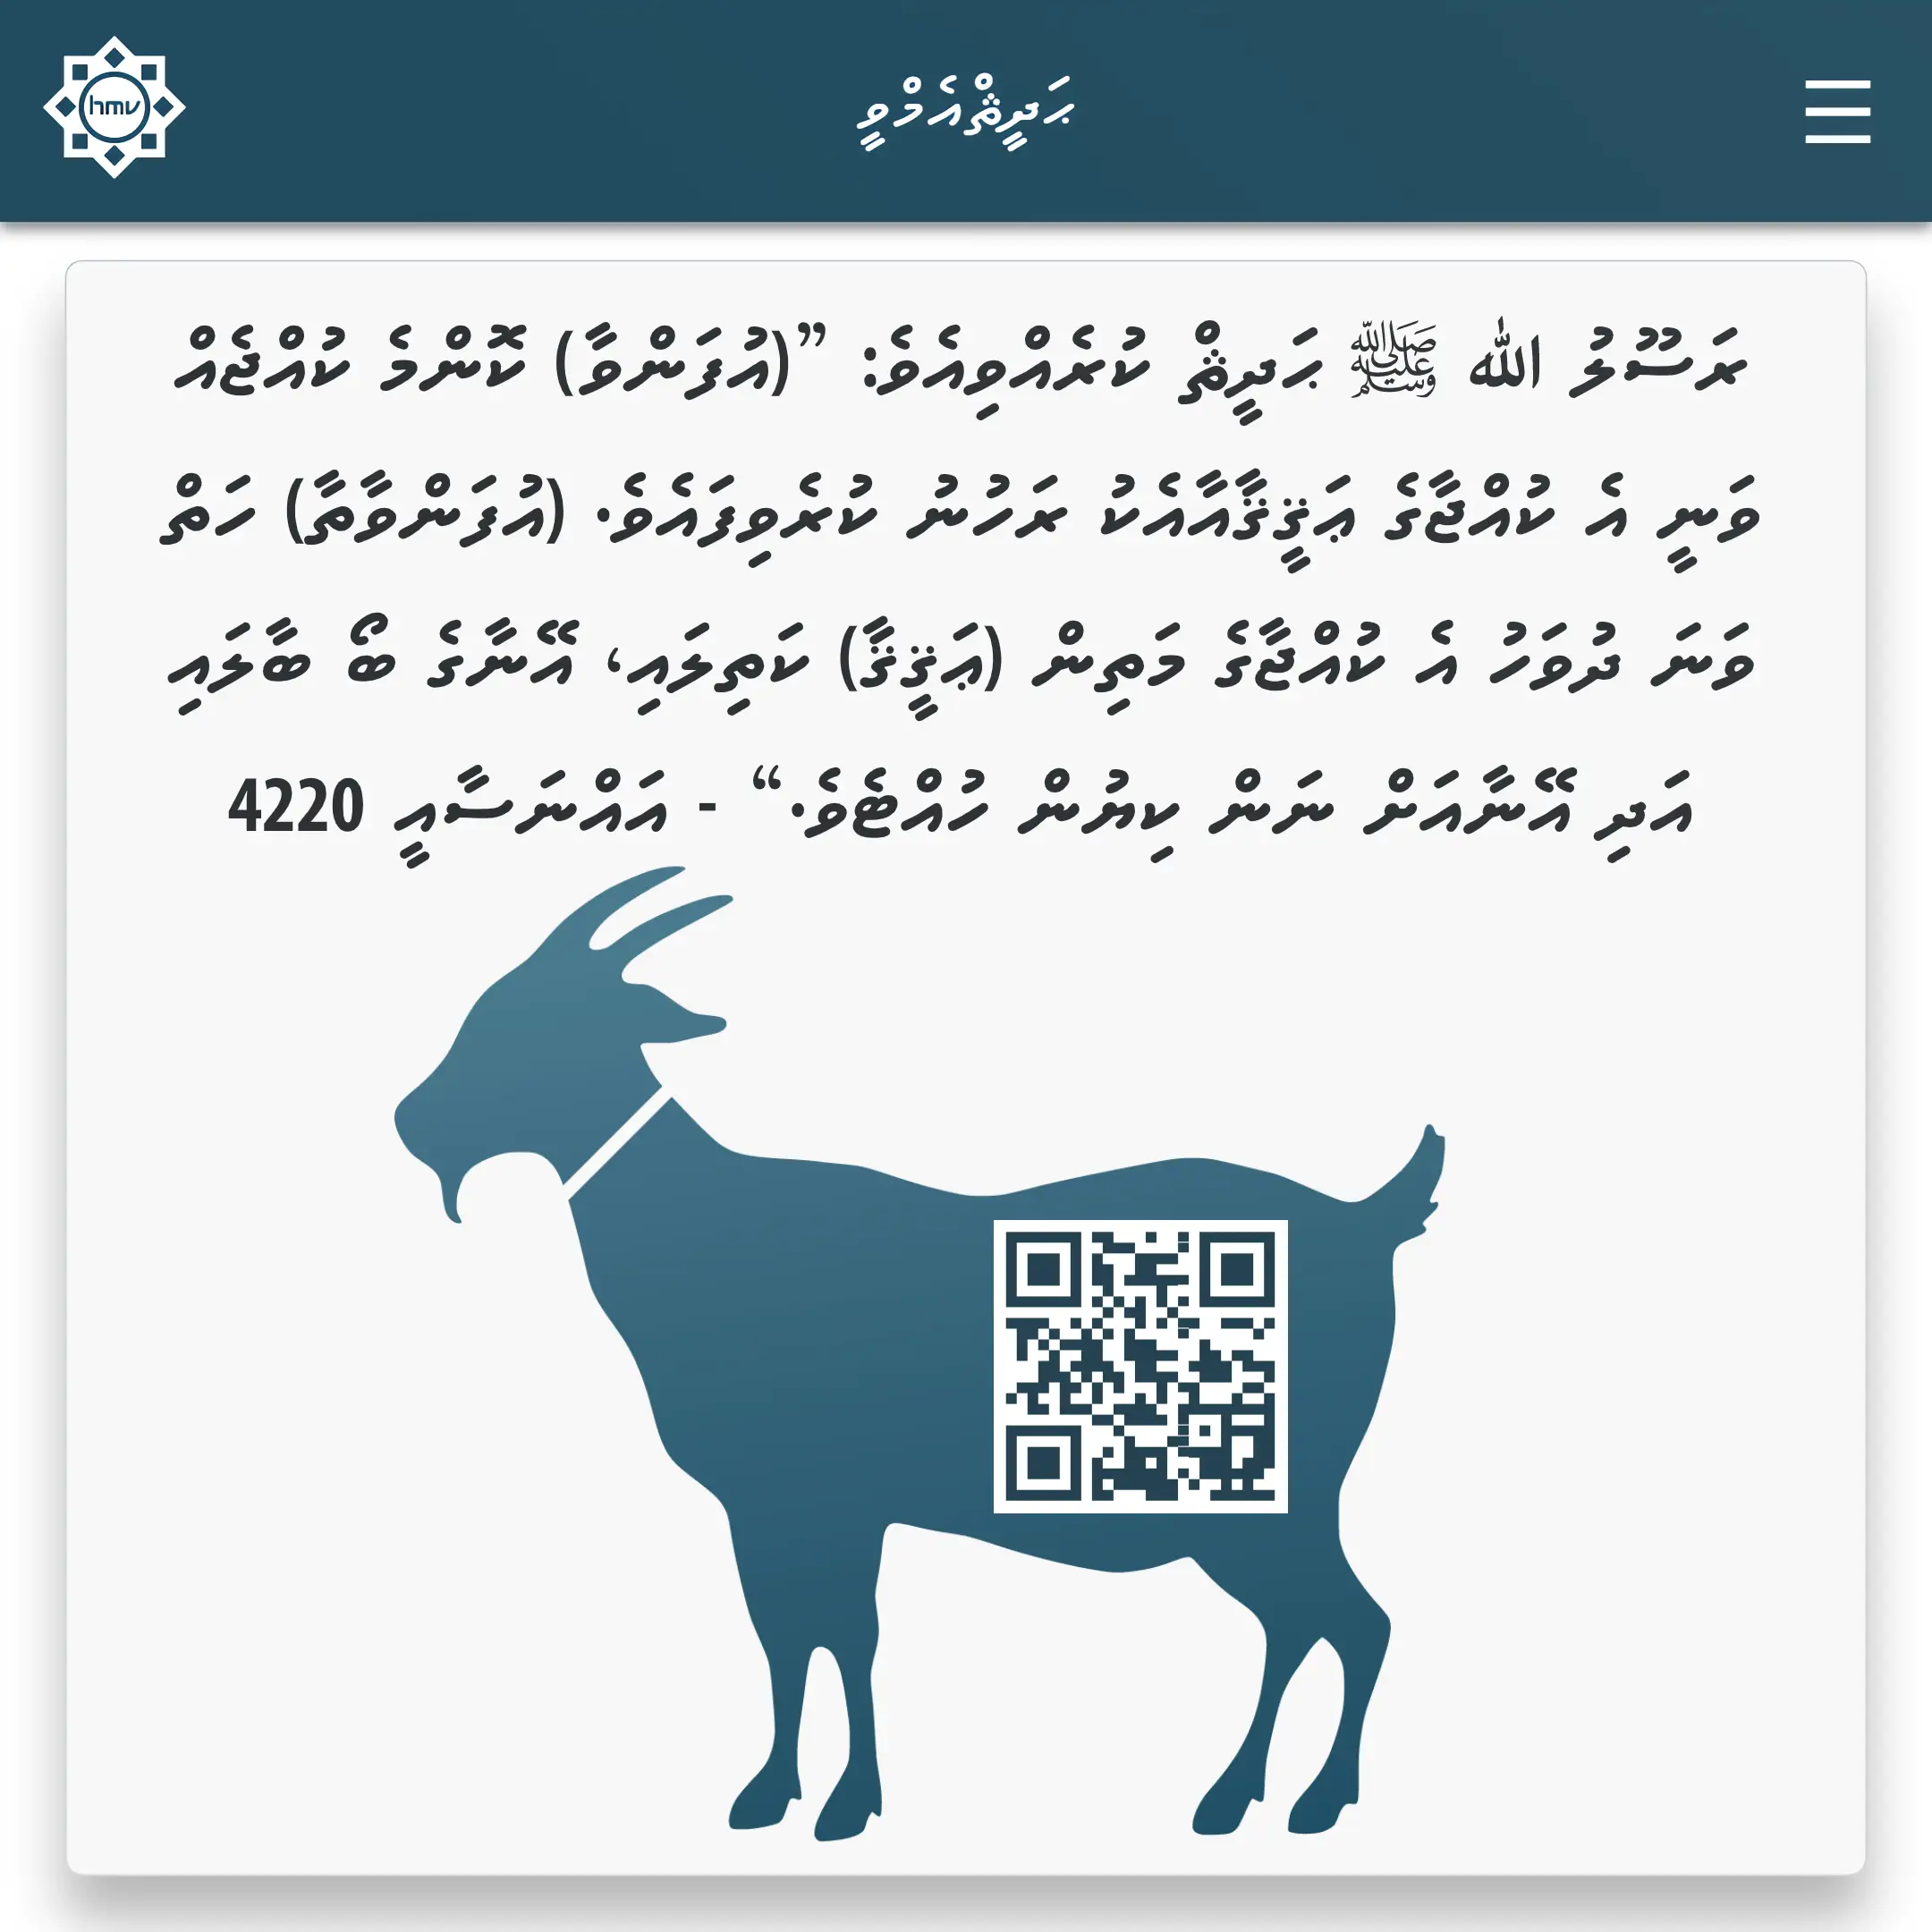 hmv
ޙަދީޘްއެމްވީ
ރަސޫލު ﷲ ﷺ ޙަދީޘް ކުރެއްވިއެވެ: ”(އުފަންވާ) ކޮންމެ ކުއްޖެއް
ވަނީ އެ ކުއްޖާގެ ޢަޤީޤާއާއެކު ރަހުނު ކުރެވިފައެވެ. (އުފަންވާތާ) ހަތް
ވަނަ ދުވަހު އެ ކުއްޖާގެ މަތިން (ޢަޤީޤާ) ކަތިލައި، އޭނާގެ ބޯ ބާލައި
އަދި އޭނާއަށް ނަން ކިޔުން ހުއްޓެވެ.“ - އައްނަސާއީ 4220